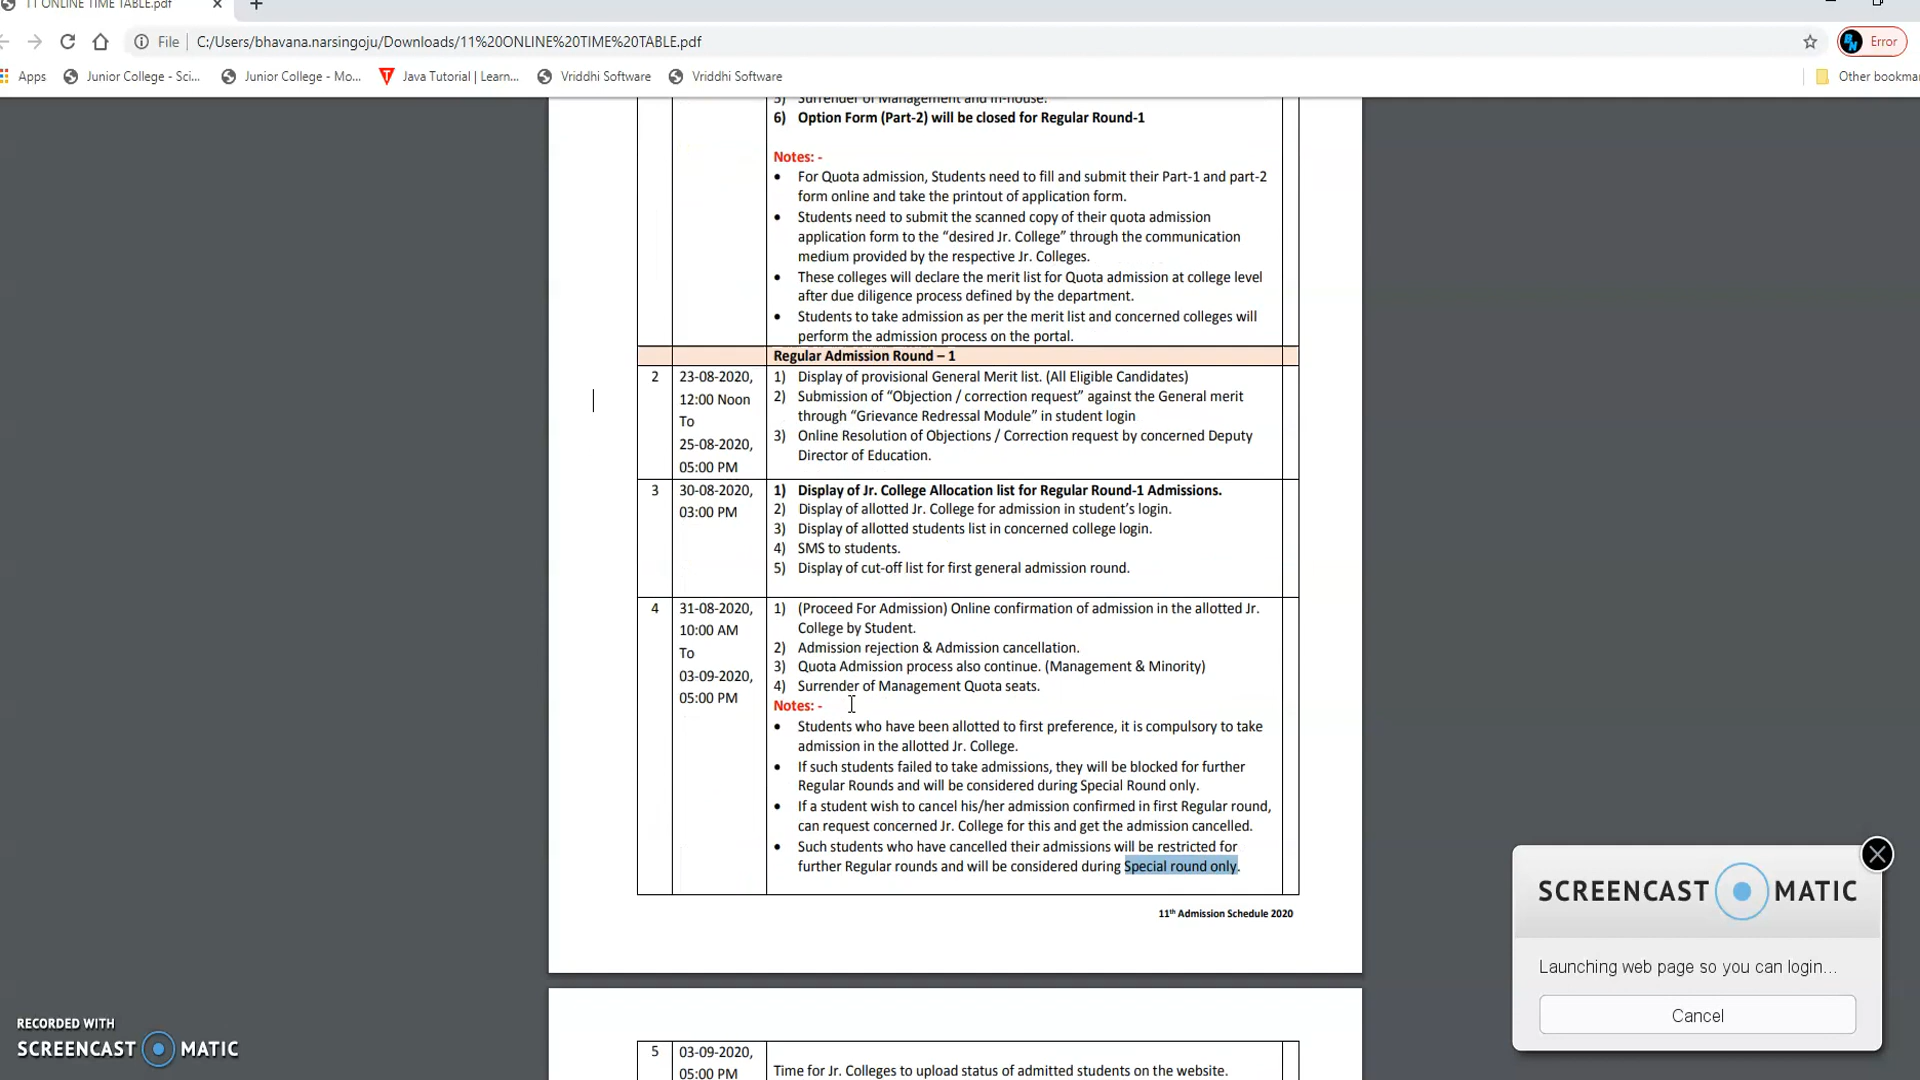 11 ONLINE TIME TABLE.pdf
File C:/Users/bhavana.narsingoju/Downloads/11%20ONLINE%20TIME%20TABLE.pdf
Error
Apps Junior College - Sci... Junior College - Mo... Java Tutorial | Learn... Vriddhi Software Vriddhi Software Other bookma
5) Surrender of Management and In-house.
6) Option Form (Part-2) will be closed for Regular Round-1
Notes: -
• For Quota admission, Students need to fill and submit their Part-1 and part-2
form online and take the printout of application form.
• Students need to submit the scanned copy of their quota admission
application form to the “desired Jr. College” through the communication
medium provided by the respective Jr. Colleges.
• These colleges will declare the merit list for Quota admission at college level
after due diligence process defined by the department.
• Students to take admission as per the merit list and concerned colleges will
perform the admission process on the portal.
Regular Admission Round – 1
2 23-08-2020,
12:00 Noon
To
25-08-2020,
05:00 PM
1) Display of provisional General Merit list. (All Eligible Candidates)
2) Submission of “Objection / correction request” against the General merit
through “Grievance Redressal Module” in student login
3) Online Resolution of Objections / Correction request by concerned Deputy
Director of Education.
3 30-08-2020,
03:00 PM
1) Display of Jr. College Allocation list for Regular Round-1 Admissions.
2) Display of allotted Jr. College for admission in student’s login.
3) Display of allotted students list in concerned college login.
4) SMS to students.
5) Display of cut-off list for first general admission round.
4 31-08-2020,
10:00 AM
To
03-09-2020,
05:00 PM
1) (Proceed For Admission) Online confirmation of admission in the allotted Jr.
College by Student.
2) Admission rejection & Admission cancellation.
3) Quota Admission process also continue. (Management & Minority)
4) Surrender of Management Quota seats.
Notes: -
• Students who have been allotted to first preference, it is compulsory to take
admission in the allotted Jr. College.
• If such students failed to take admissions, they will be blocked for further
Regular Rounds and will be considered during Special Round only.
• If a student wish to cancel his/her admission confirmed in first Regular round,
can request concerned Jr. College for this and get the admission cancelled.
• Such students who have cancelled their admissions will be restricted for
further Regular rounds and will be considered during Special round only.
11th Admission Schedule 2020
5 03-09-2020,
05:00 PM
Time for Jr. Colleges to upload status of admitted students on the website.
SCREENCAST MATIC
Launching web page so you can login...
Cancel
RECORDED WITH
SCREENCAST MATIC